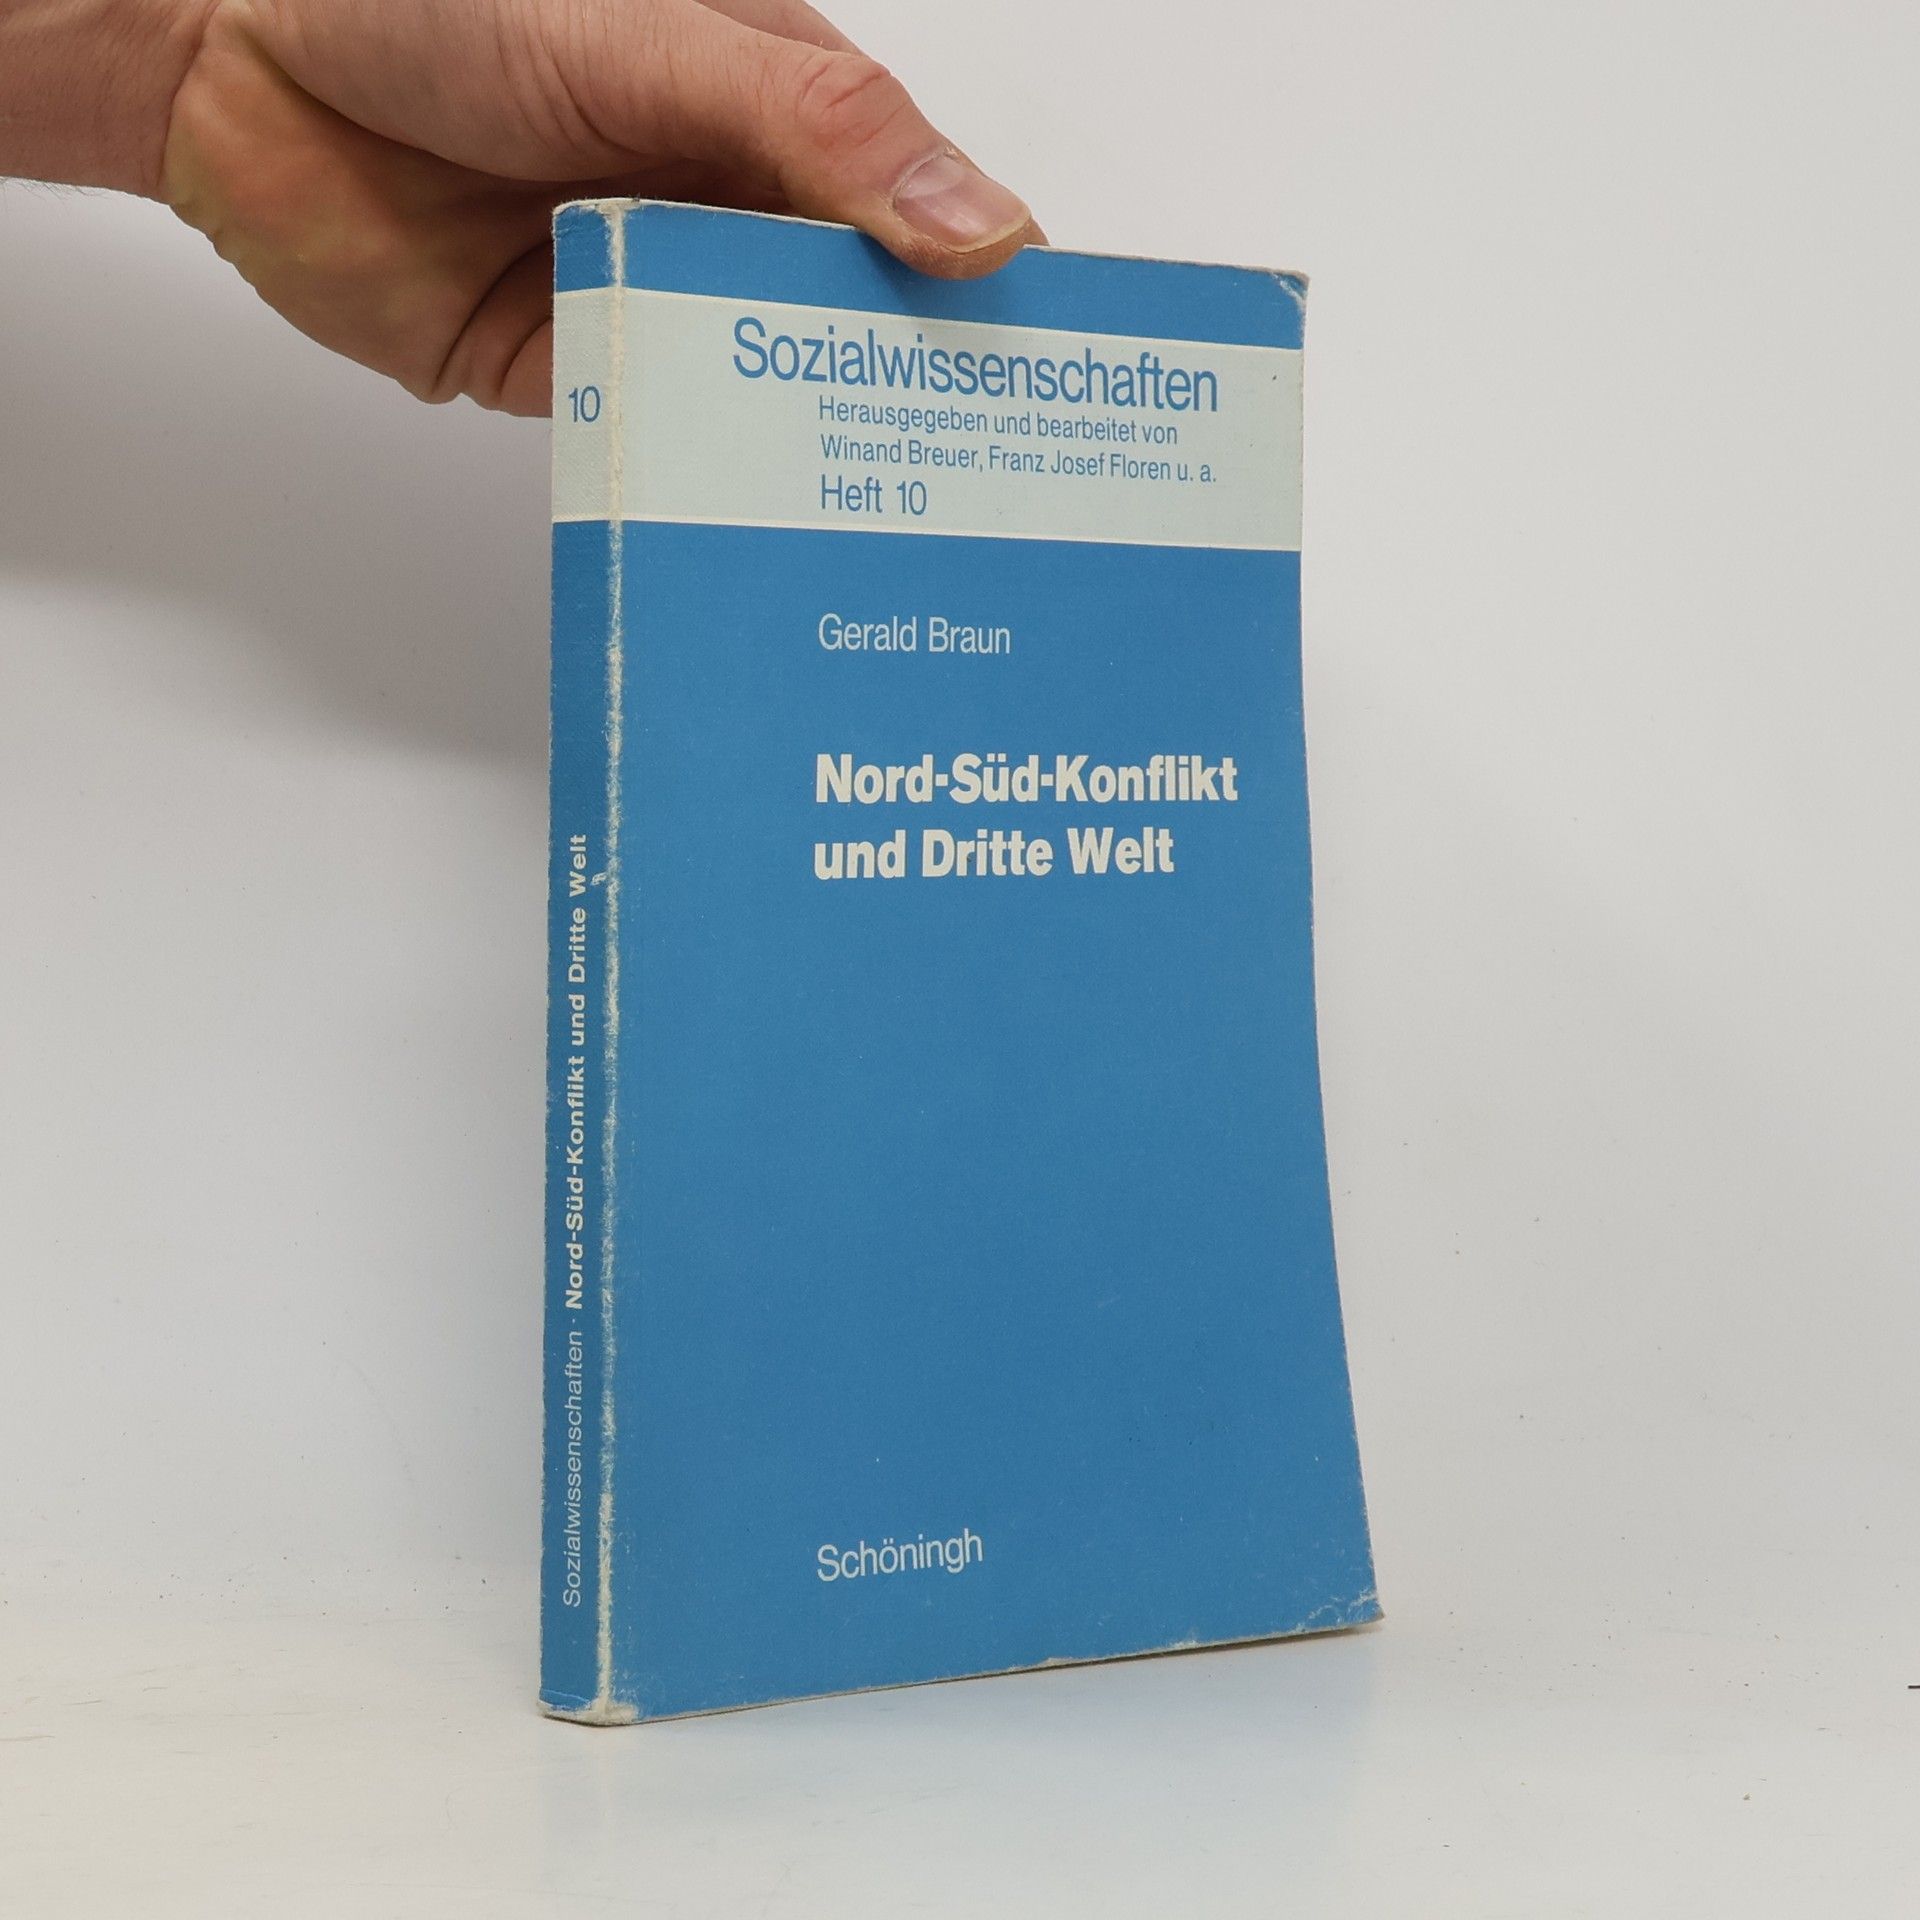 Sozialwissenschaften
Herausgegeben und bearbeitet von
Winand Breuer, Franz Josef Floren u. a.
Heft 10
Gerald Braun
Nord-Süd-Konflikt
und Dritte Welt
Schöningh
10
Sozialwissenschaften · Nord-Süd-Konflikt und Dritte Welt